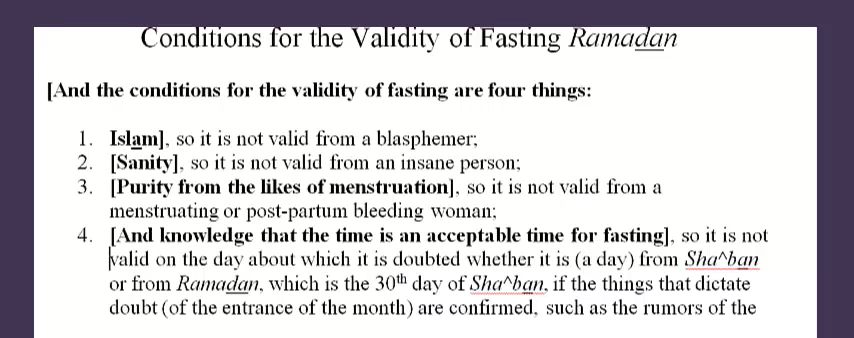 Conditions for the Validity of Fasting Ramadan
[And the conditions for the validity of fasting are four things:
1. Islam], so it is not valid from a blasphemer;
2. [Sanity], so it is not valid from an insane person;
3. [Purity from the likes of menstruation], so it is not valid from a
menstruating or post-partum bleeding woman;
4. [And knowledge that the time is an acceptable time for fasting], so it is not
valid on the day about which it is doubted whether it is (a day) from Sha^ban
or from Ramadan, which is the 30th day of Sha^ban, if the things that dictate
doubt (of the entrance of the month) are confirmed, such as the rumors of the